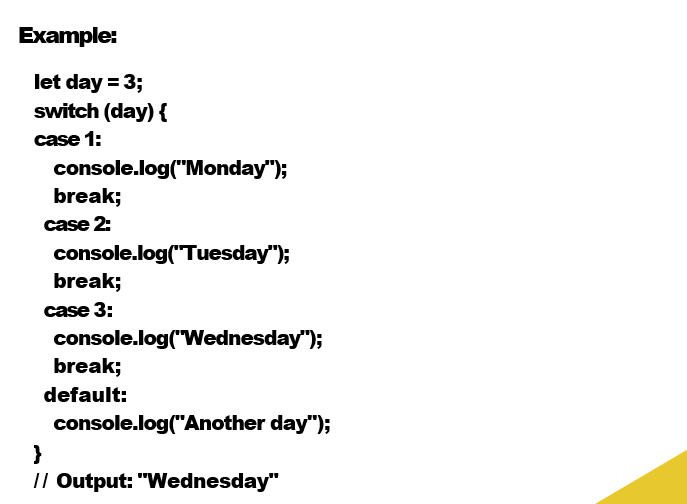 Example:
let day = 3;
switch (day) {
case 1:
console.log("Monday");
break;
case 2:
console.log("Tuesday");
break;
case 3:
console.log("Wednesday");
break;
default:
console.log("Another day");
}
// Output: "Wednesday"